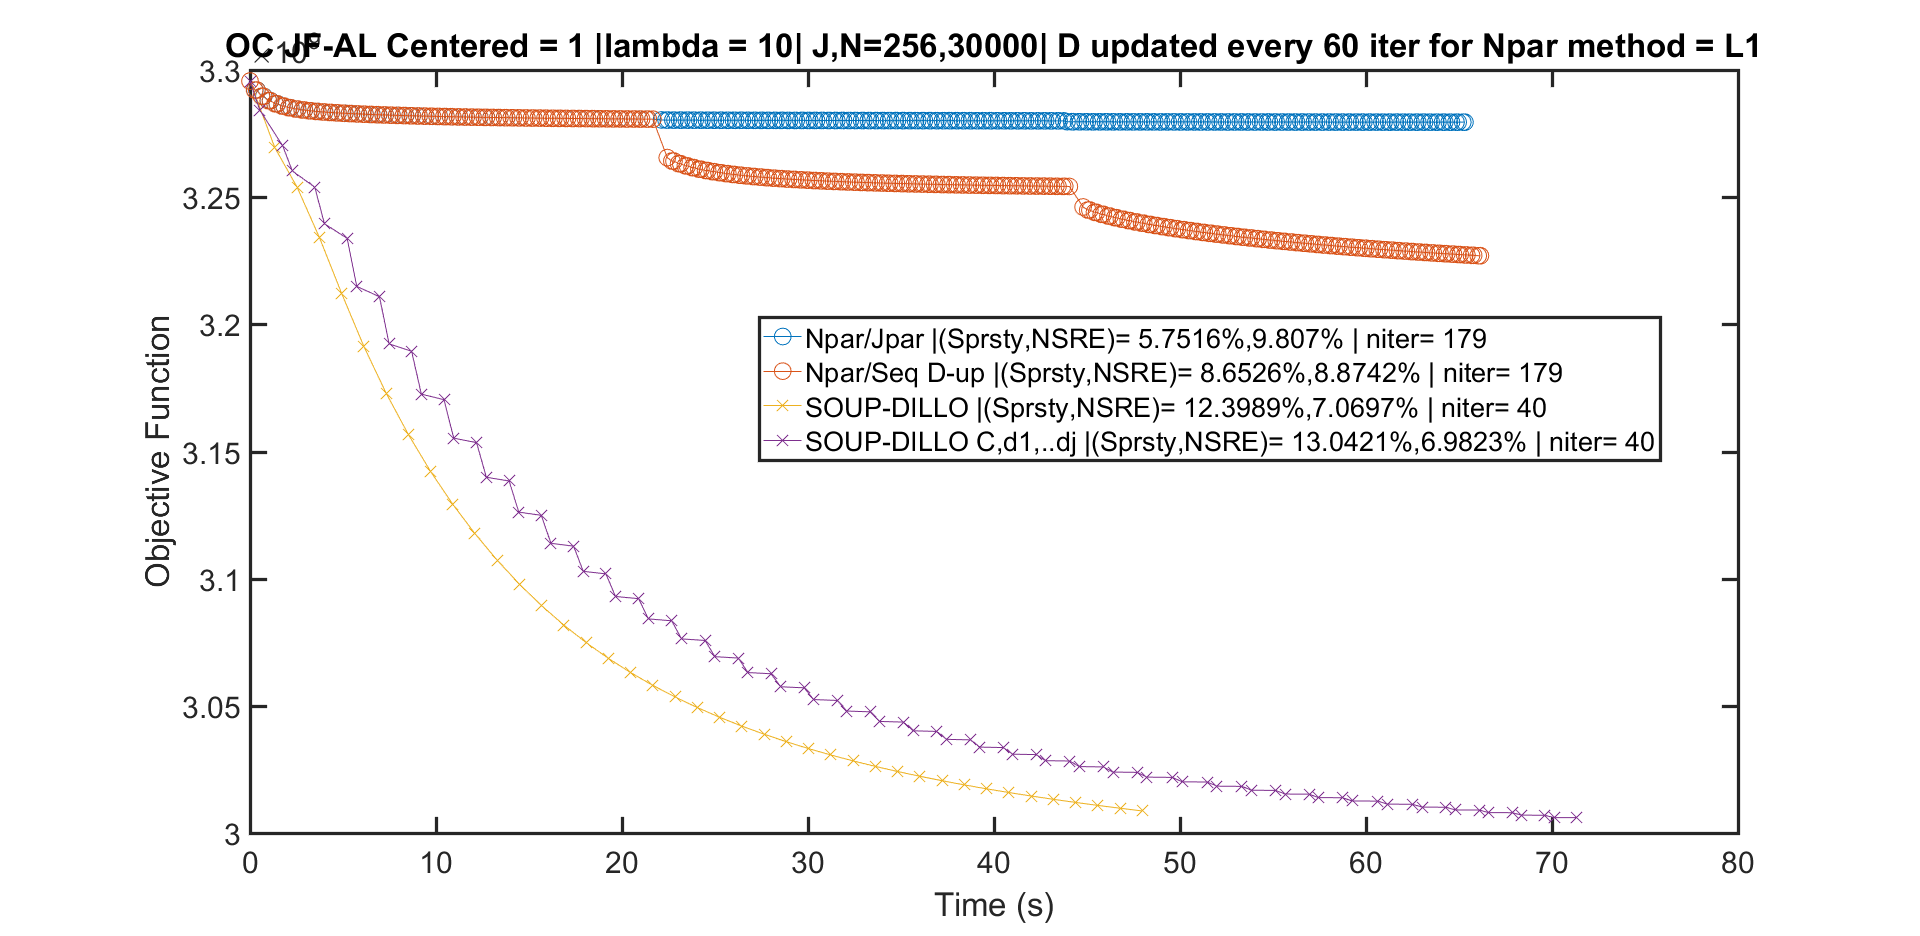 OC JF-AL Centered = 1 |lambda = 10| J,N=256,30000| D updated every 60 iter for Npar method = L1
3.3
3.25
3.2
3.15
3.1
3.05
3
Objective Function
Npar/Jpar |(Sprsty,NSRE)= 5.7516%,9.807% | niter= 179
Npar/Seq D-up |(Sprsty,NSRE)= 8.6526%,8.8742% | niter= 179
SOUP-DILLO |(Sprsty,NSRE)= 12.3989%,7.0697% | niter= 40
SOUP-DILLO C,d1,..dj |(Sprsty,NSRE)= 13.0421%,6.9823% | niter= 40
0 10 20 30 40 50 60 70 80
Time (s)